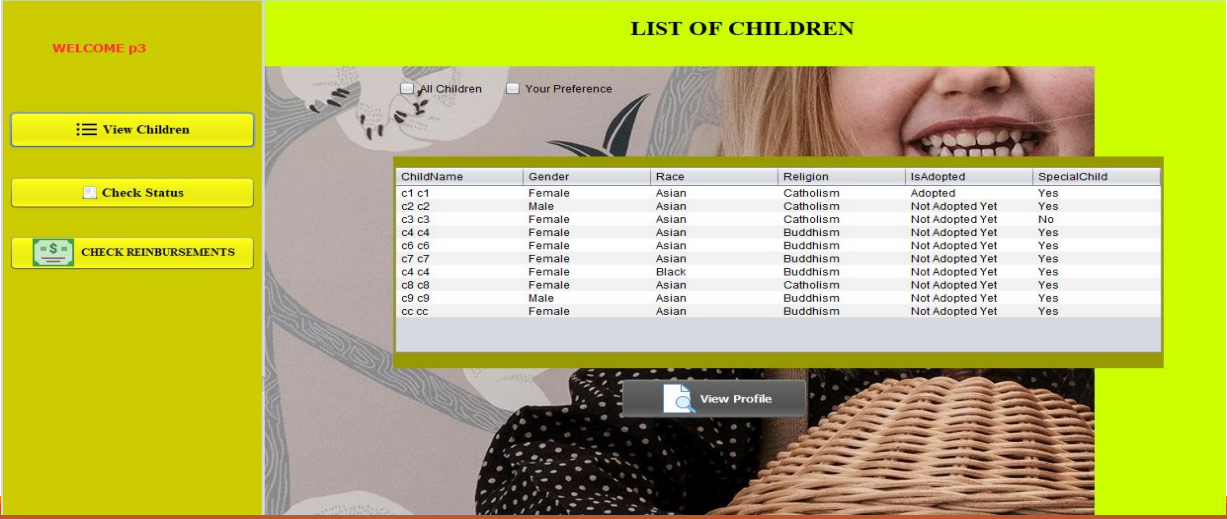 LIST OF CHILDREN
WELCOME p3
View Children
Check Status
CHECK REINBURSEMENTS
All Children Your Preference
ChildName Gender Race Religion IsAdopted SpecialChild
c1 c1 Female Asian Catholism Adopted Yes
c2 c2 Male Asian Catholism Not Adopted Yet Yes
c3 c3 Female Asian Catholism Not Adopted Yet No
c4 c4 Female Asian Buddhism Not Adopted Yet Yes
c6 c6 Female Asian Buddhism Not Adopted Yet Yes
c7 c7 Female Asian Buddhism Not Adopted Yet Yes
c4 c4 Female Black Buddhism Not Adopted Yet Yes
c8 c8 Female Asian Catholism Not Adopted Yet Yes
c9 c9 Male Asian Buddhism Not Adopted Yet Yes
cc cc Female Asian Buddhism Not Adopted Yet Yes
View Profile